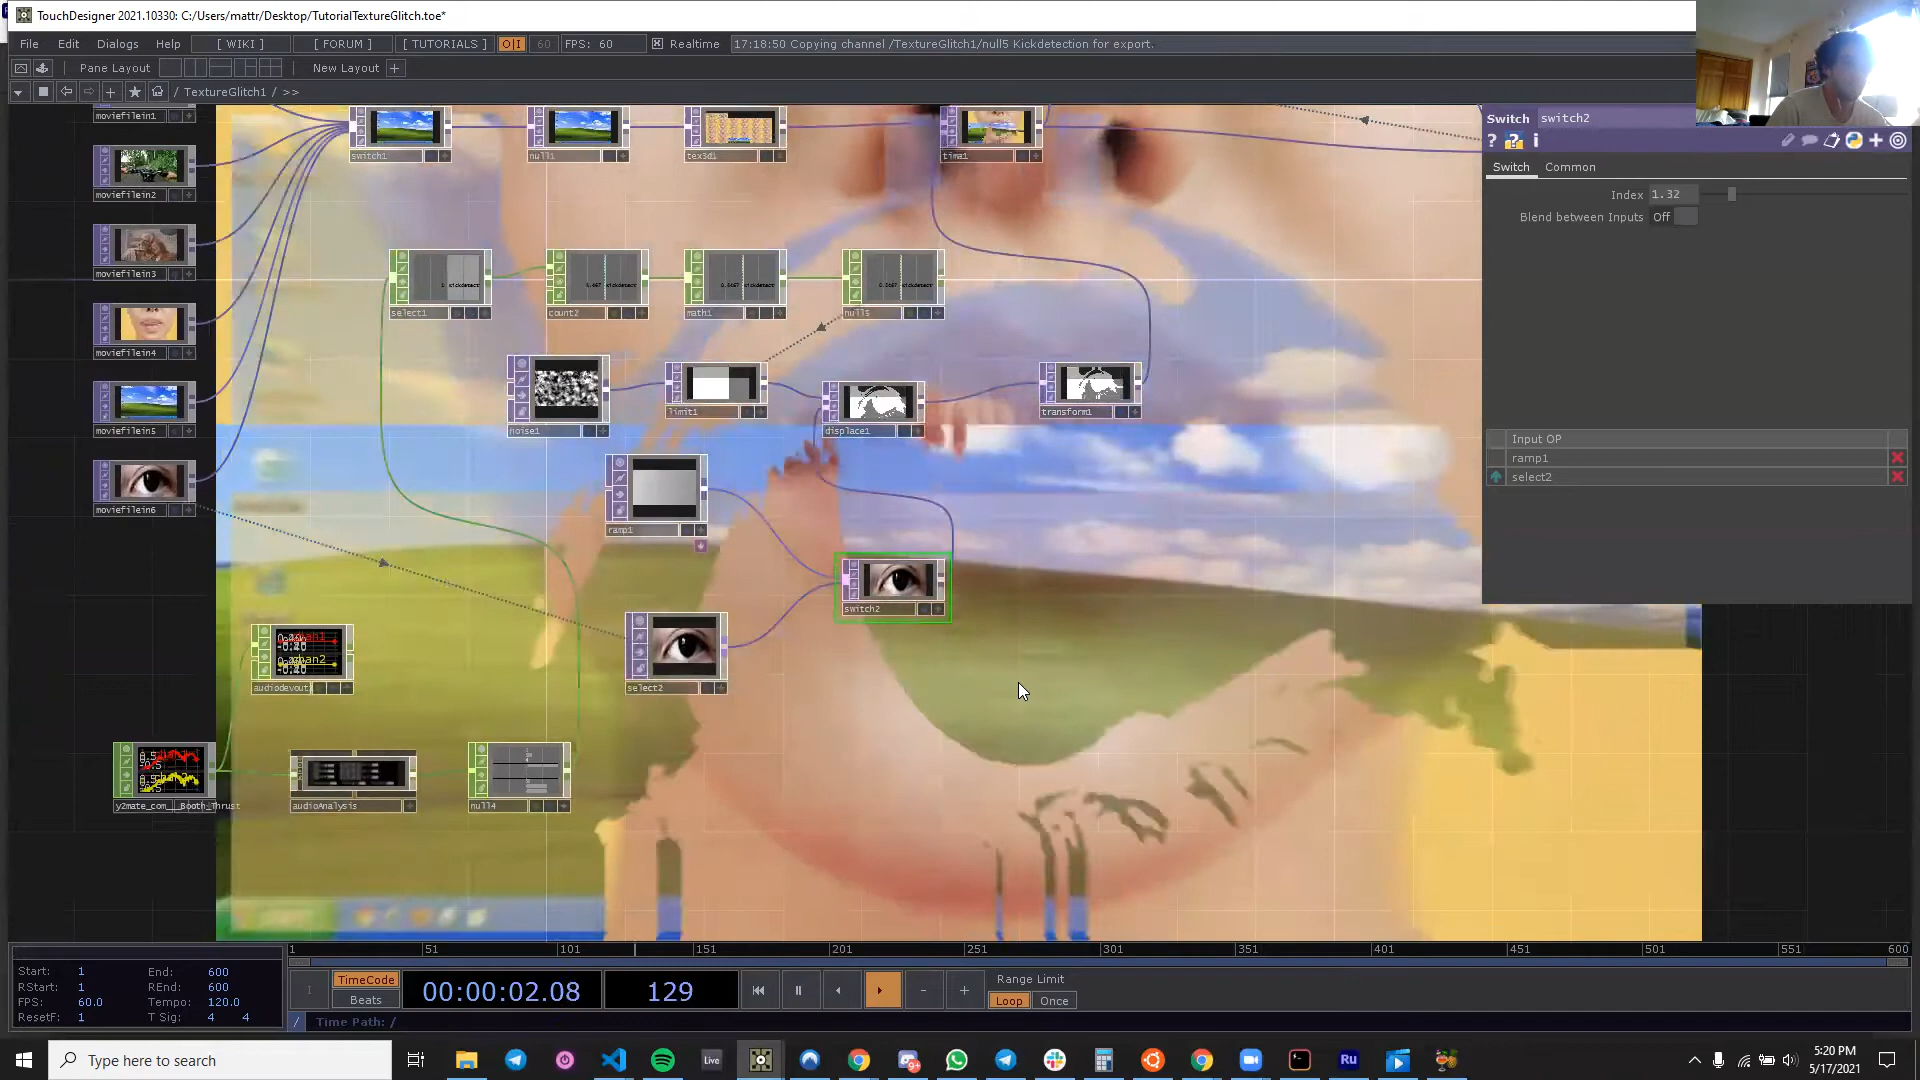 TouchDesigner 2021.10330: C:/Users/mattr/Desktop/TutorialTextureGlitch.toe*
File Edit Dialogs Help [ WIKI ] [ FORUM ] [ TUTORIALS ] O|I 60 FPS: 60 Realtime 17:18:50 Copying channel /TextureGlitch1/null5 Kickdetection for export.
Pane Layout New Layout +
/ TextureGlitch1 / >>
moviefilein1
moviefilein2
moviefilein3
moviefilein4
moviefilein5
moviefilein6
switch1
null1
tex3d1
select1
count2
math1
null5
noise1
limit1
displace1
transform1
ramp1
switch2
select2
chan1
chan2
audioAnalysis
null4
Switch switch2
Switch Common
Index 1.32
Blend between Inputs Off
Input OP
ramp1
select2
1 51 101 151 201 251 301 351 401 451 501 551 600
Start: 1 End: 600
RStart: 1 REnd: 600
FPS: 60.0 Tempo: 120.0
ResetF: 1 T Sig: 4 4
TimeCode
Beats
00:00:02.08
129
Range Limit
Loop Once
/ Time Path: /
Type here to search
Live
Ru
5:20 PM
5/17/2021